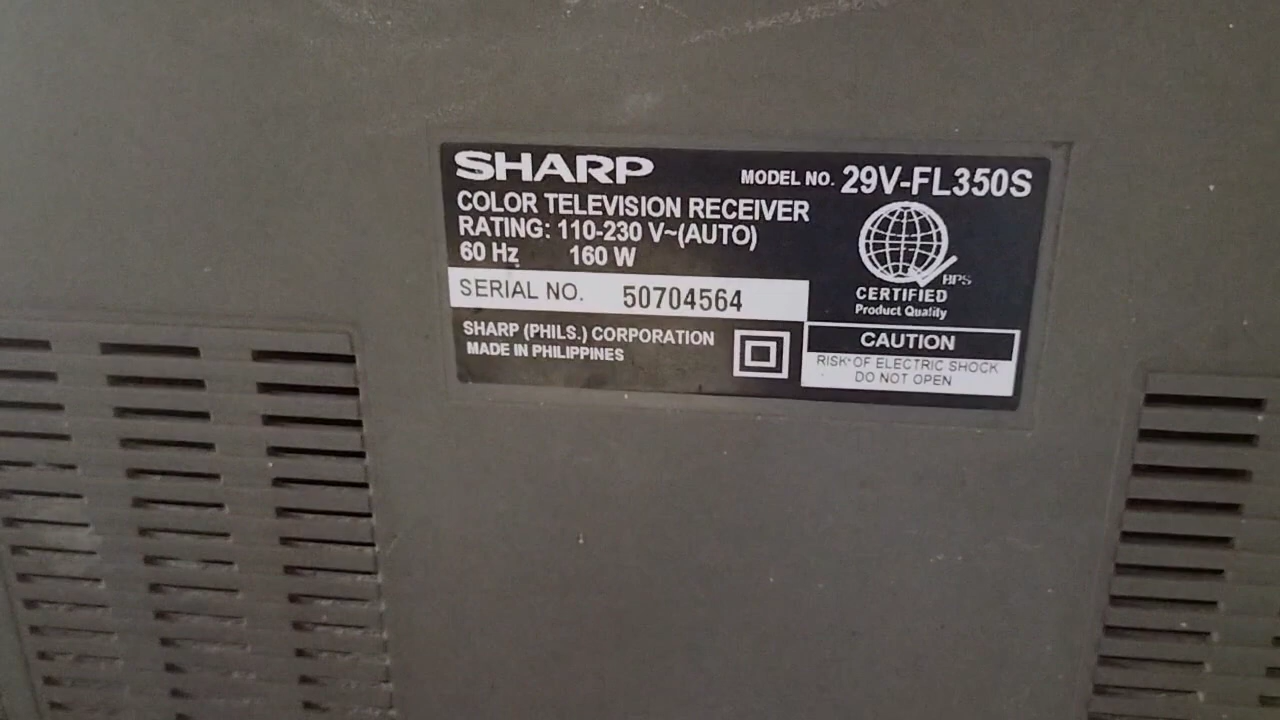 SHARP
MODEL NO. 29V-FL350S
COLOR TELEVISION RECEIVER
RATING: 110-230 V~(AUTO)
60 Hz 160 W
SERIAL NO. 50704564
SHARP (PHILS.) CORPORATION
MADE IN PHILIPPINES
BPS
CERTIFIED
Product Quality
CAUTION
RISK OF ELECTRIC SHOCK
DO NOT OPEN